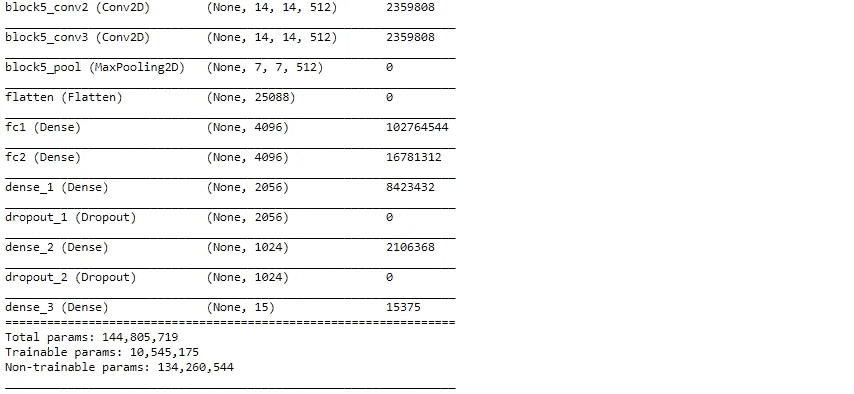 block5_conv2 (Conv2D) (None, 14, 14, 512) 2359808
block5_conv3 (Conv2D) (None, 14, 14, 512) 2359808
block5_pool (MaxPooling2D) (None, 7, 7, 512) 0
flatten (Flatten) (None, 25088) 0
fc1 (Dense) (None, 4096) 102764544
fc2 (Dense) (None, 4096) 16781312
dense_1 (Dense) (None, 2056) 8423432
dropout_1 (Dropout) (None, 2056) 0
dense_2 (Dense) (None, 1024) 2106368
dropout_2 (Dropout) (None, 1024) 0
dense_3 (Dense) (None, 15) 15375
Total params: 144,805,719
Trainable params: 10,545,175
Non-trainable params: 134,260,544